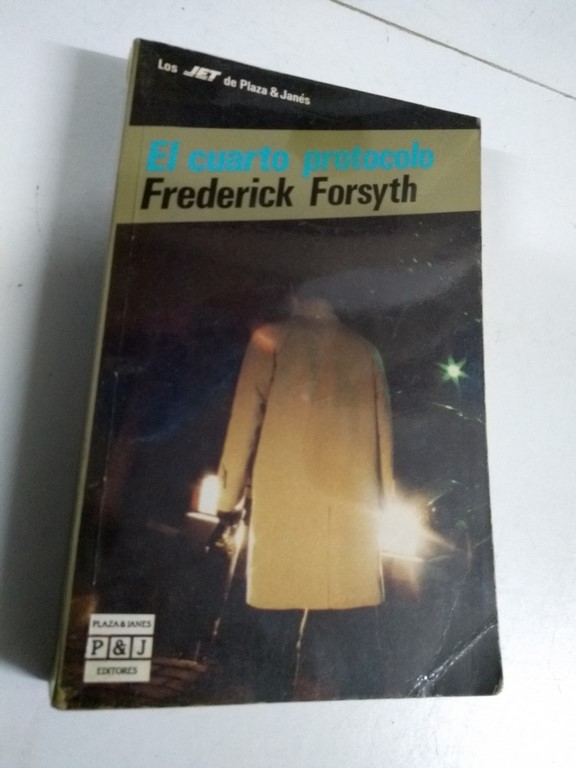 Los JET de Plaza & Janés
El cuarto protocolo
Frederick Forsyth
PLAZA & JANES
P & J
EDITORES